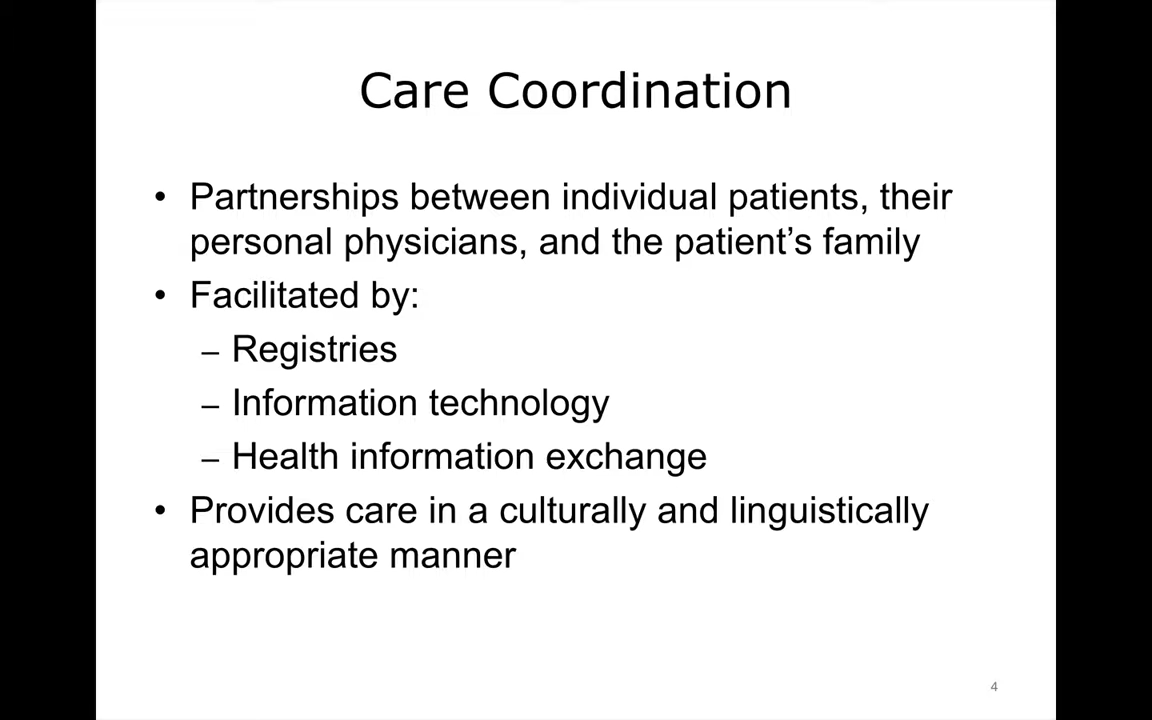 Care Coordination
• Partnerships between individual patients, their
personal physicians, and the patient’s family
• Facilitated by:
– Registries
– Information technology
– Health information exchange
• Provides care in a culturally and linguistically
appropriate manner
4